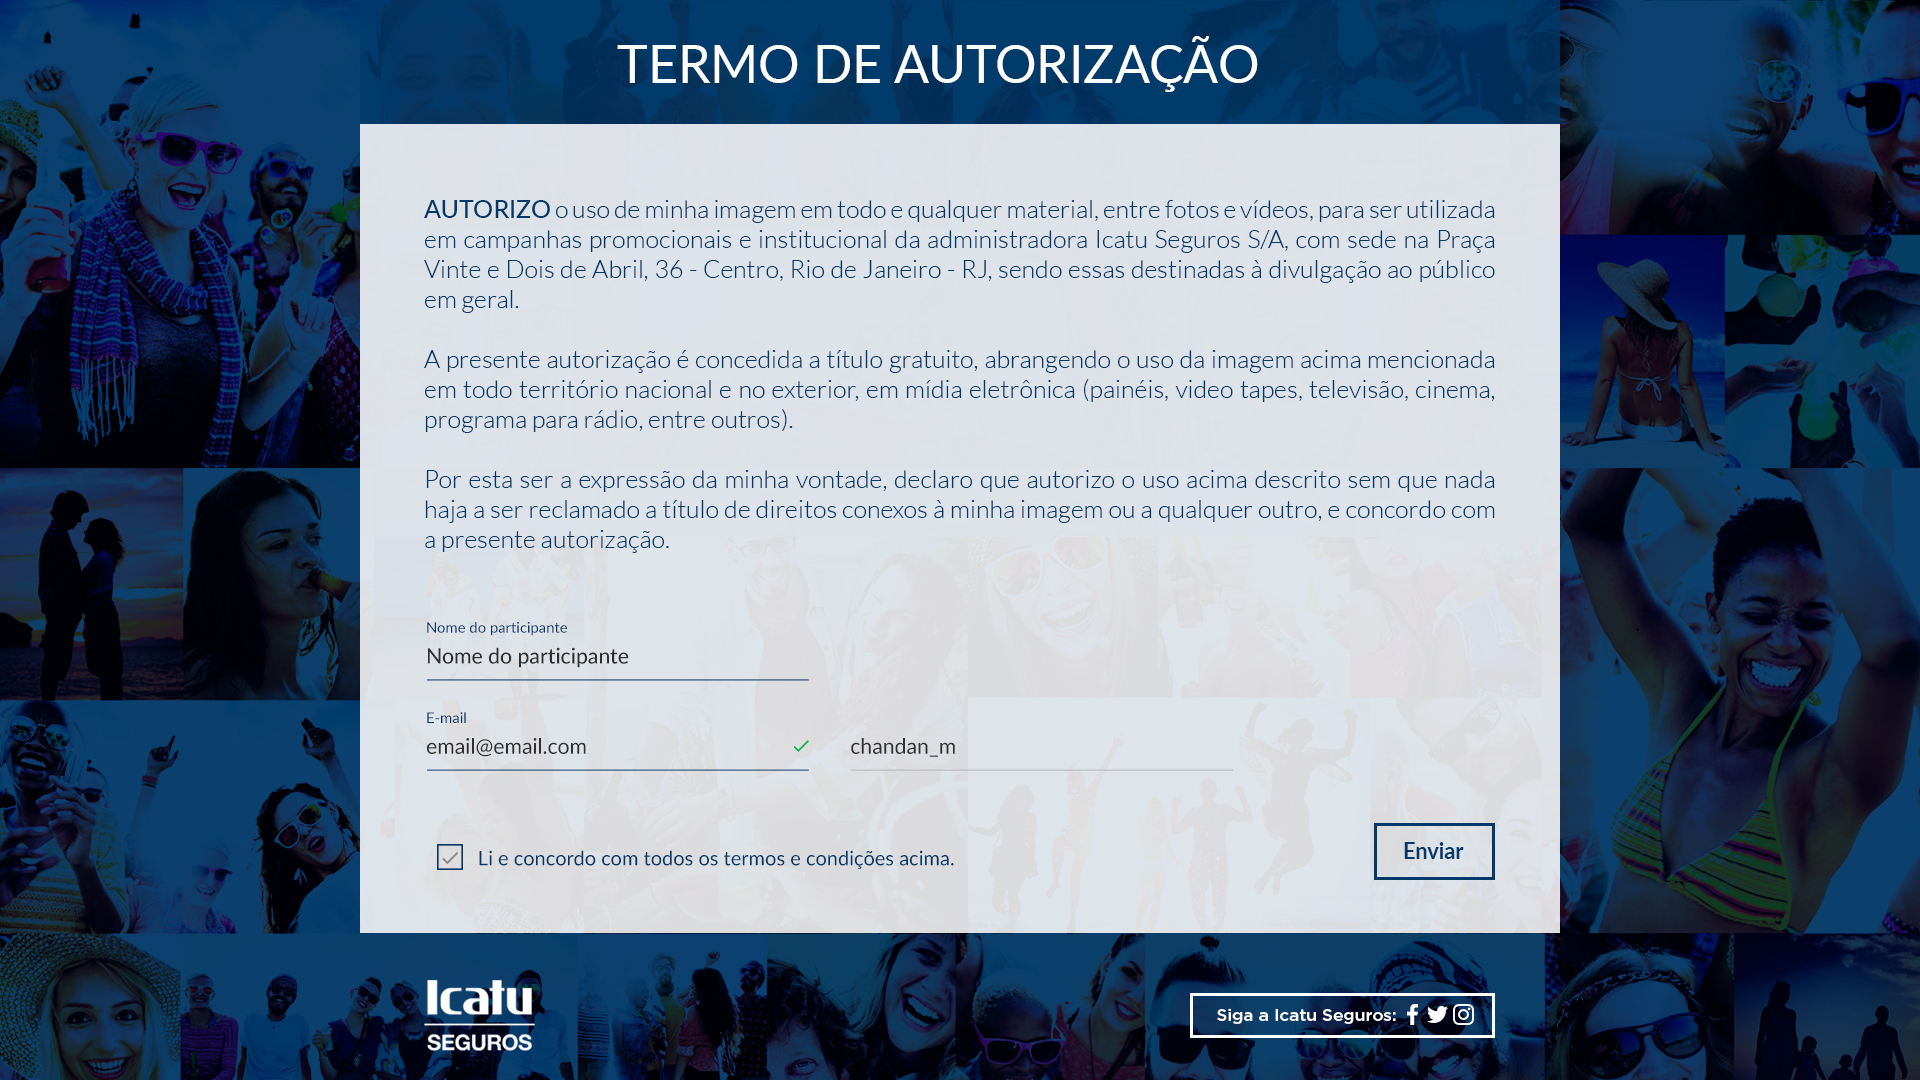 TERMO DE AUTORIZAÇÃO
AUTORIZO o uso de minha imagem em todo e qualquer material, entre fotos e vídeos, para ser utilizada
em campanhas promocionais e institucional da administradora Icatu Seguros S/A, com sede na Praça
Vinte e Dois de Abril, 36 - Centro, Rio de Janeiro - RJ, sendo essas destinadas à divulgação ao público
em geral.
A presente autorização é concedida a título gratuito, abrangendo o uso da imagem acima mencionada
em todo território nacional e no exterior, em mídia eletrônica (painéis, video tapes, televisão, cinema,
programa para rádio, entre outros).
Por esta ser a expressão da minha vontade, declaro que autorizo o uso acima descrito sem que nada
haja a ser reclamado a título de direitos conexos à minha imagem ou a qualquer outro, e concordo com
a presente autorização.
Nome do participante
Nome do participante
E-mail
email@email.com
chandan_m
Li e concordo com todos os termos e condições acima.
Enviar
Icatu
SEGUROS
Siga a Icatu Seguros: